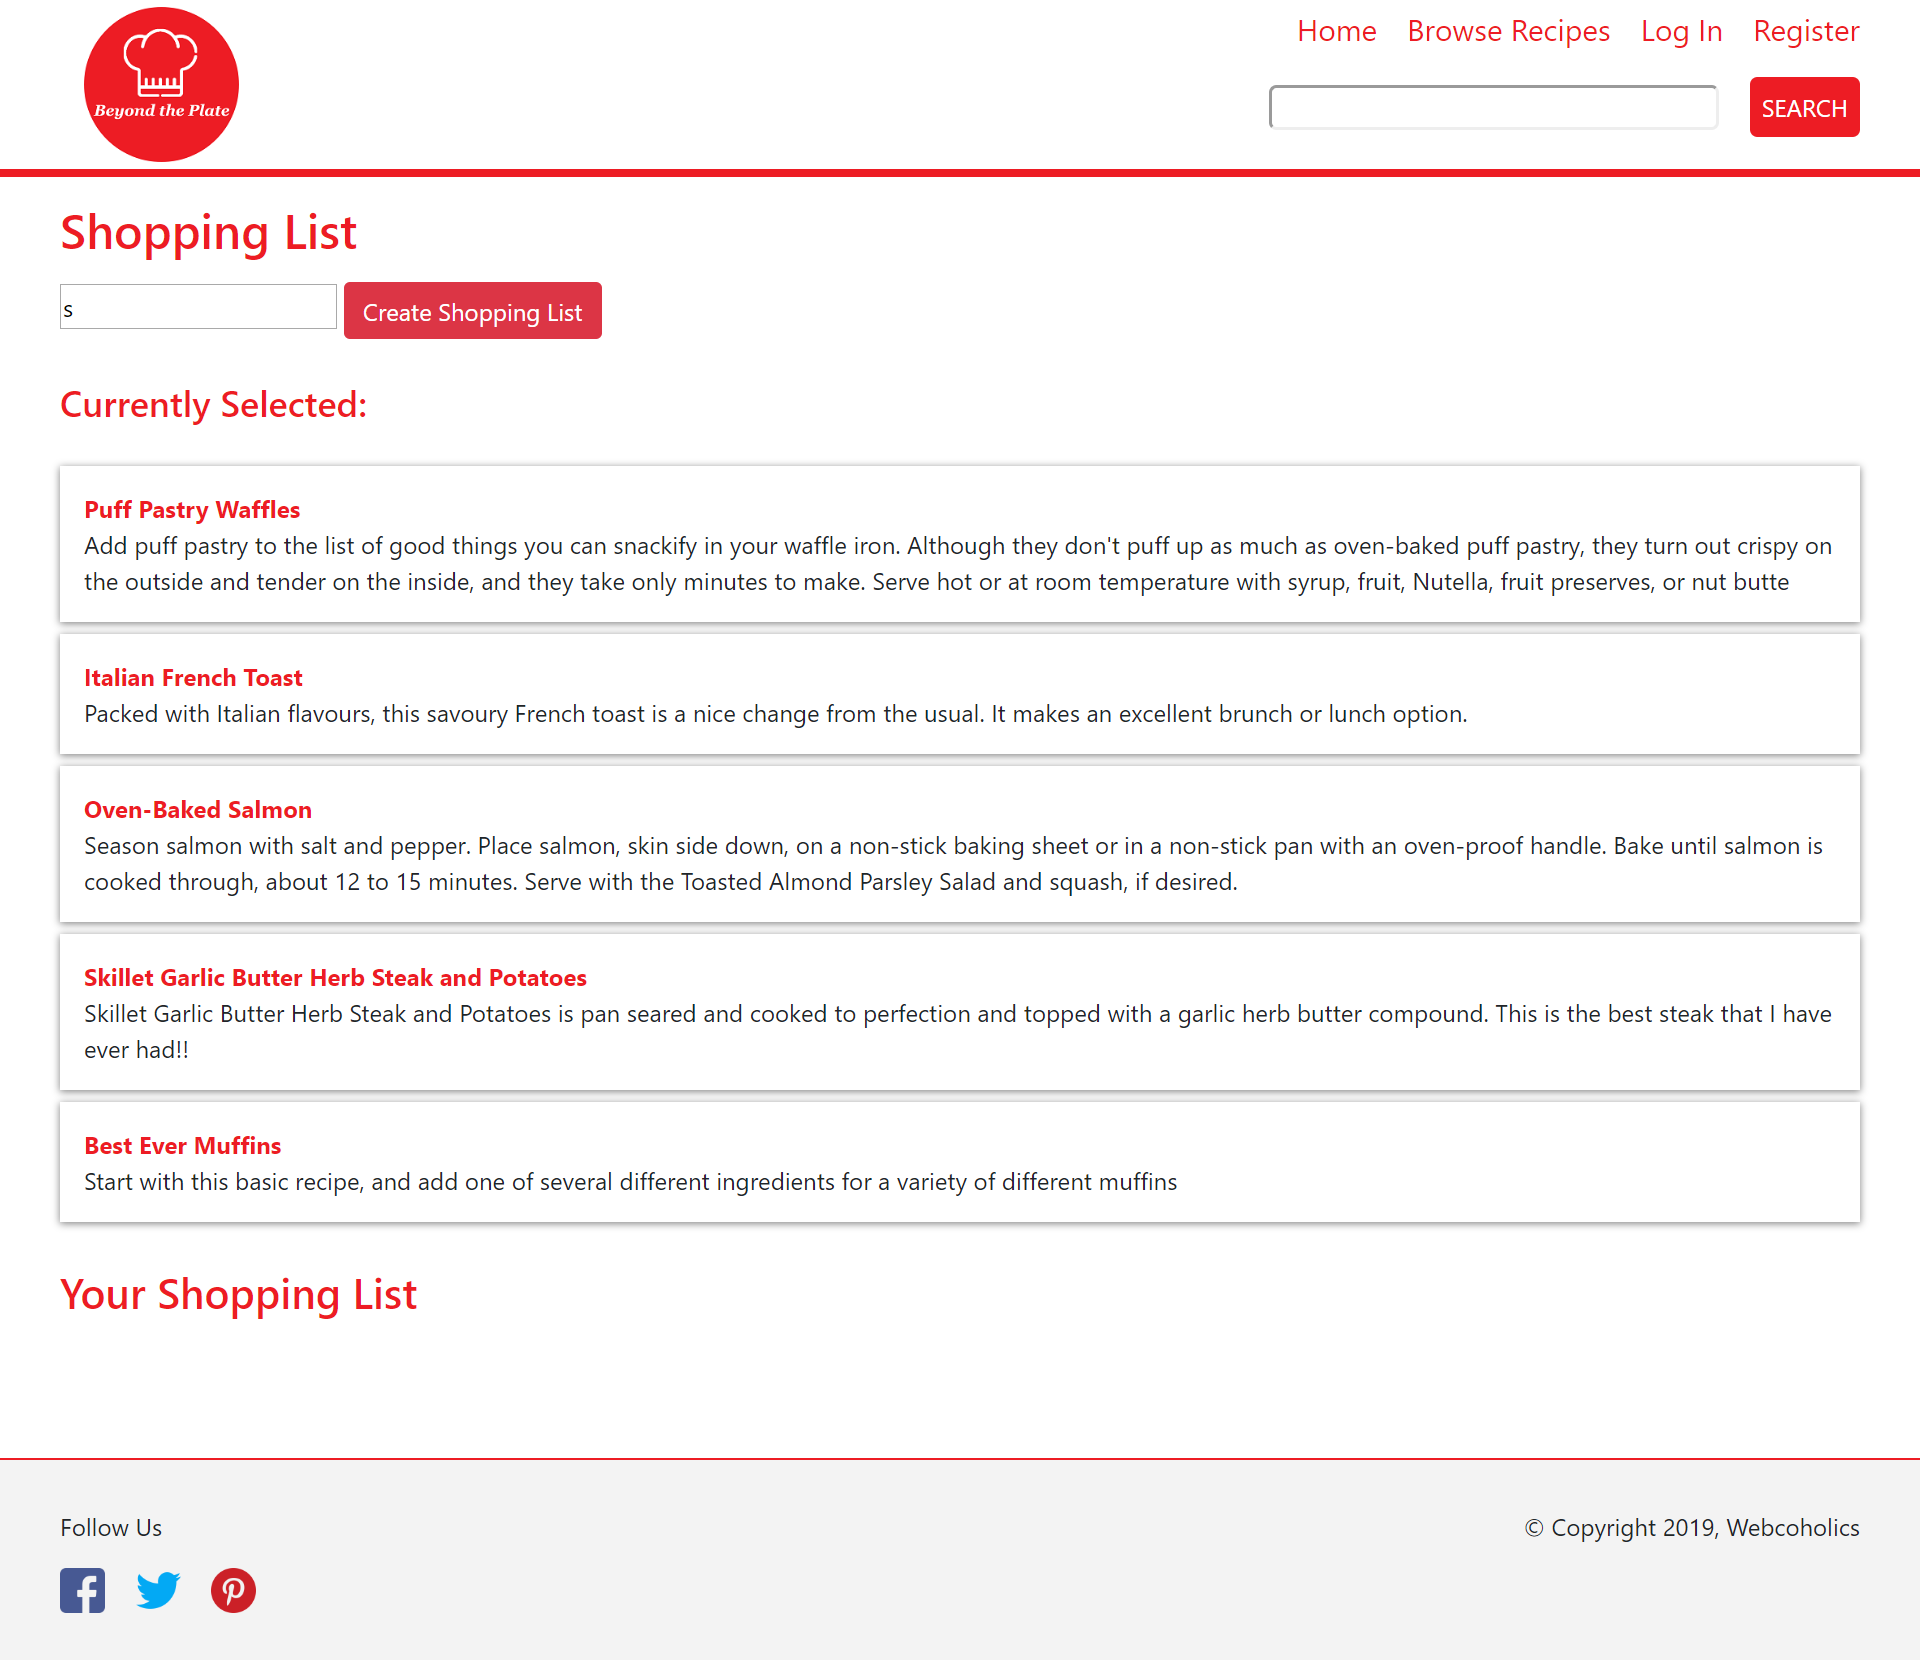 Beyond the Plate
Home Browse Recipes Log In Register
SEARCH
Shopping List
s
Create Shopping List
Currently Selected:
Puff Pastry Waffles
Add puff pastry to the list of good things you can snackify in your waffle iron. Although they don't puff up as much as oven-baked puff pastry, they turn out crispy on
the outside and tender on the inside, and they take only minutes to make. Serve hot or at room temperature with syrup, fruit, Nutella, fruit preserves, or nut butte
Italian French Toast
Packed with Italian flavours, this savoury French toast is a nice change from the usual. It makes an excellent brunch or lunch option.
Oven-Baked Salmon
Season salmon with salt and pepper. Place salmon, skin side down, on a non-stick baking sheet or in a non-stick pan with an oven-proof handle. Bake until salmon is
cooked through, about 12 to 15 minutes. Serve with the Toasted Almond Parsley Salad and squash, if desired.
Skillet Garlic Butter Herb Steak and Potatoes
Skillet Garlic Butter Herb Steak and Potatoes is pan seared and cooked to perfection and topped with a garlic herb butter compound. This is the best steak that I have
ever had!!
Best Ever Muffins
Start with this basic recipe, and add one of several different ingredients for a variety of different muffins
Your Shopping List
Follow Us
© Copyright 2019, Webcoholics